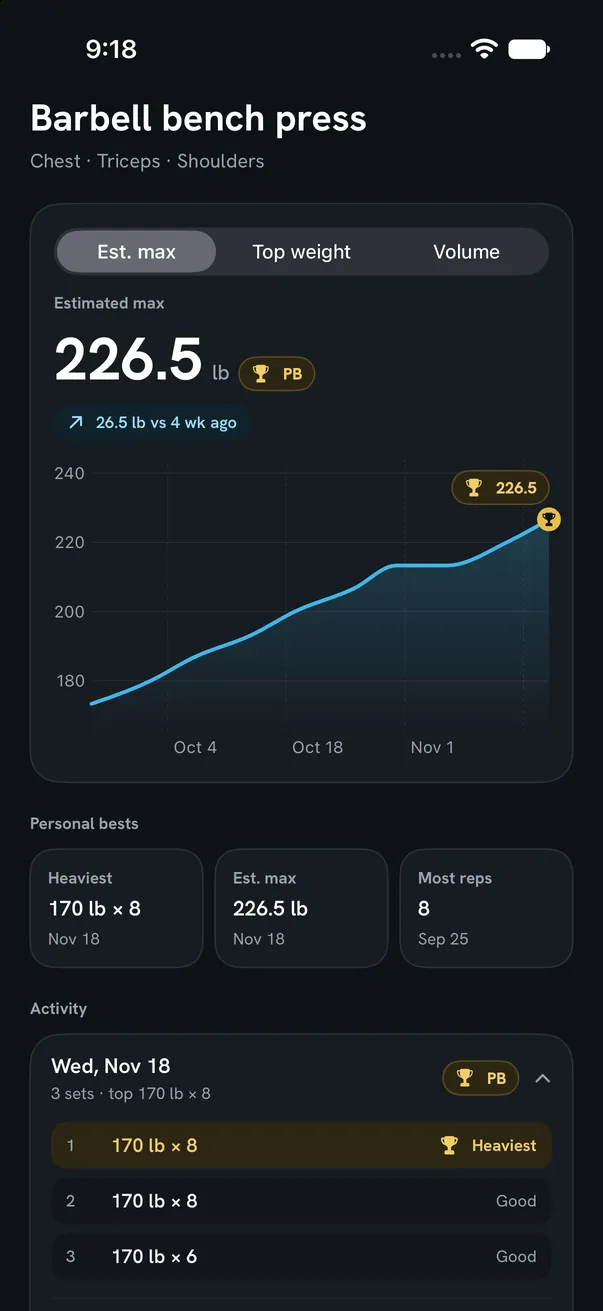 9:18
Barbell bench press
Chest · Triceps · Shoulders
Est. max Top weight Volume
Estimated max
226.5 lb PB
26.5 lb vs 4 wk ago
240
226.5
220
200
180
Oct 4 Oct 18 Nov 1
Personal bests
Heaviest
170 lb × 8
Nov 18
Est. max
226.5 lb
Nov 18
Most reps
8
Sep 25
Activity
Wed, Nov 18
3 sets · top 170 lb × 8
PB
1 170 lb × 8 Heaviest
2 170 lb × 8 Good
3 170 lb × 6 Good